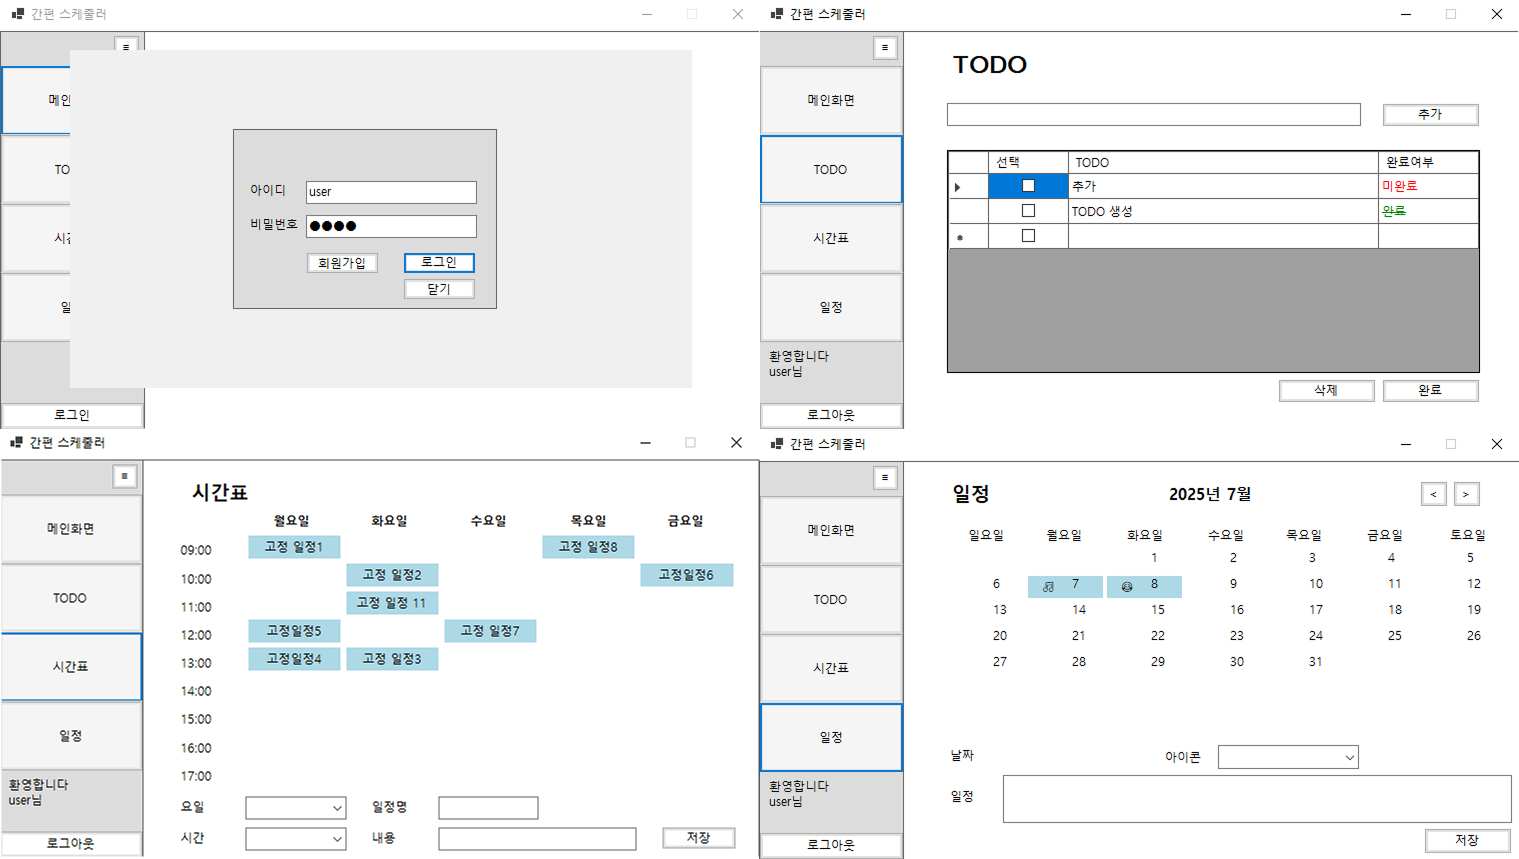 간편 스케줄러
≡
메인
TO
시간
일
로그인
아이디 user
비밀번호 ●●●●
회원가입 로그인
닫기
간편 스케줄러
≡
메인화면
TODO
시간표
일정
환영합니다
user님
로그아웃
TODO
추가
선택 TODO 완료여부
추가 미완료
TODO 생성 완료
삭제 완료
간편 스케줄러
≡
메인화면
TODO
시간표
일정
환영합니다
user님
로그아웃
시간표
월요일 화요일 수요일 목요일 금요일
09:00 고정 일정1 고정 일정8
10:00 고정 일정2 고정일정6
11:00 고정 일정 11
12:00 고정일정5 고정 일정7
13:00 고정일정4 고정 일정3
14:00
15:00
16:00
17:00
요일 일정명
시간 내용 저장
간편 스케줄러
≡
메인화면
TODO
시간표
일정
환영합니다
user님
로그아웃
일정 2025년 7월 < >
일요일 월요일 화요일 수요일 목요일 금요일 토요일
1 2 3 4 5
6 7 8 9 10 11 12
13 14 15 16 17 18 19
20 21 22 23 24 25 26
27 28 29 30 31
날짜 아이콘
일정
저장